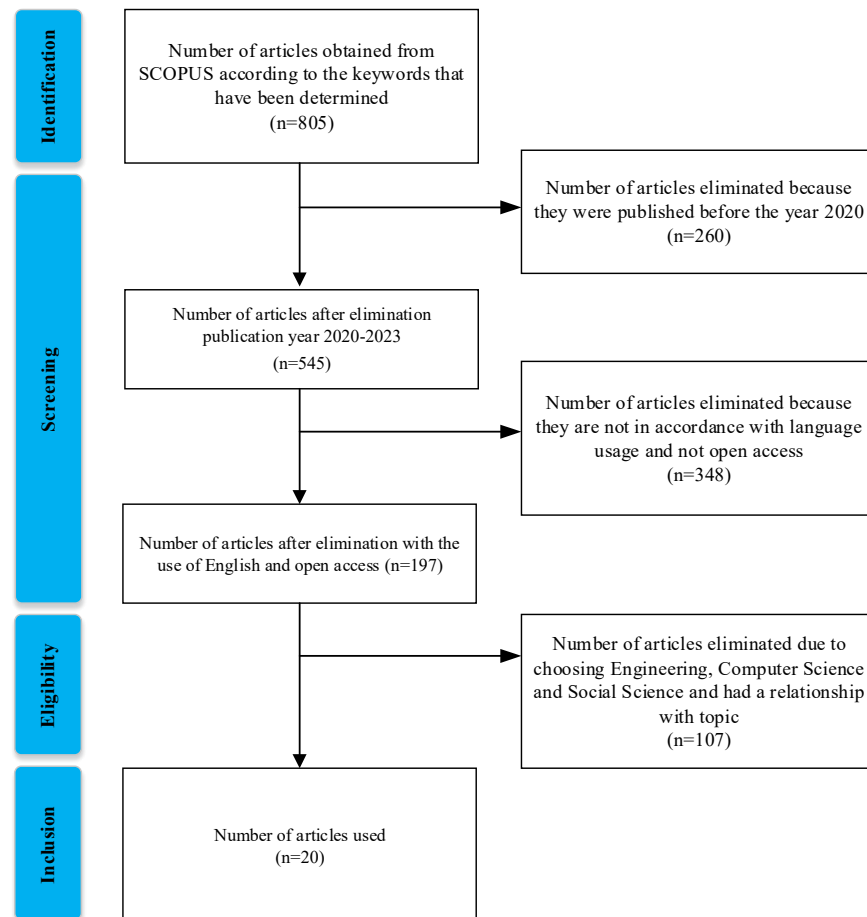 Identification
Number of articles obtained from
SCOPUS according to the keywords that
have been determined
(n=805)
Screening
Number of articles eliminated because
they were published before the year 2020
(n=260)
Number of articles after elimination
publication year 2020-2023
(n=545)
Number of articles eliminated because
they are not in accordance with language
usage and not open access
(n=348)
Number of articles after elimination with the
use of English and open access (n=197)
Eligibility
Number of articles eliminated due to
choosing Engineering, Computer Science
and Social Science and had a relationship
with topic
(n=107)
Inclusion
Number of articles used
(n=20)